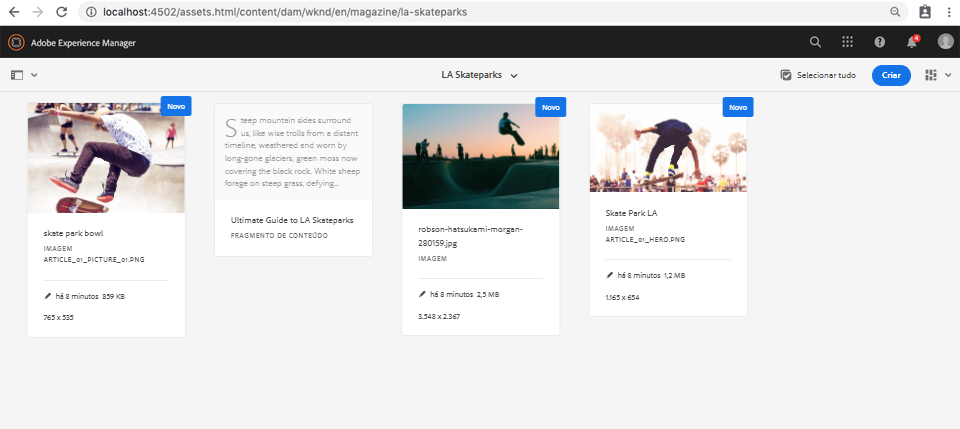 localhost:4502/assets.html/content/dam/wknd/en/magazine/la-skateparks
Adobe Experience Manager
4
LA Skateparks
Selecionar tudo
Criar
Novo
skate park bowl
IMAGEM
ARTICLE_01_PICTURE_01.PNG
há 8 minutos 859 KB
765 x 535
Steep mountain sides surround
us, like wise trolls from a distant
timeline, weathered and worn by
long-gone glaciers, green moss now
covering the black rock. White sheep
forage on steep grass, defying...
Ultimate Guide to LA Skateparks
FRAGMENTO DE CONTEÚDO
Novo
robson-hatsukami-morgan-
280159.jpg
IMAGEM
há 8 minutos 2,5 MB
3.548 x 2.367
Novo
Skate Park LA
IMAGEM
ARTICLE_01_HERO.PNG
há 8 minutos 1,2 MB
1.165 x 654